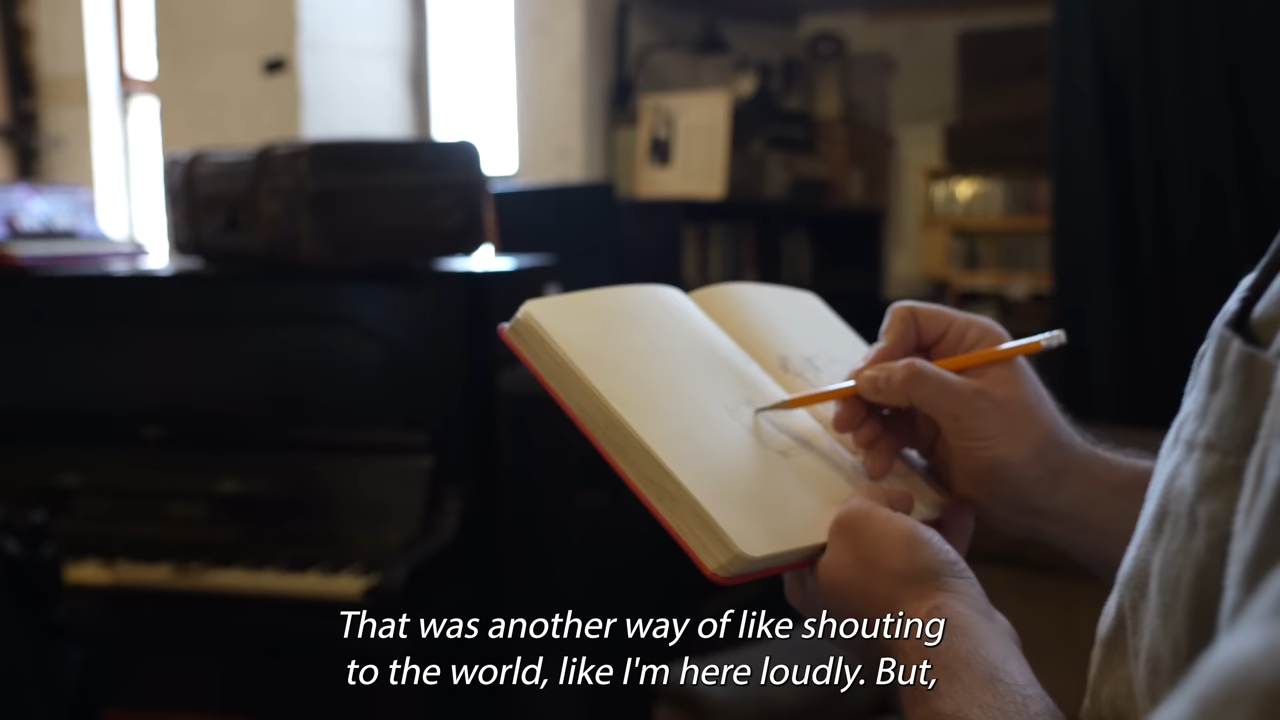 That was another way of like shouting
to the world, like I'm here loudly. But,